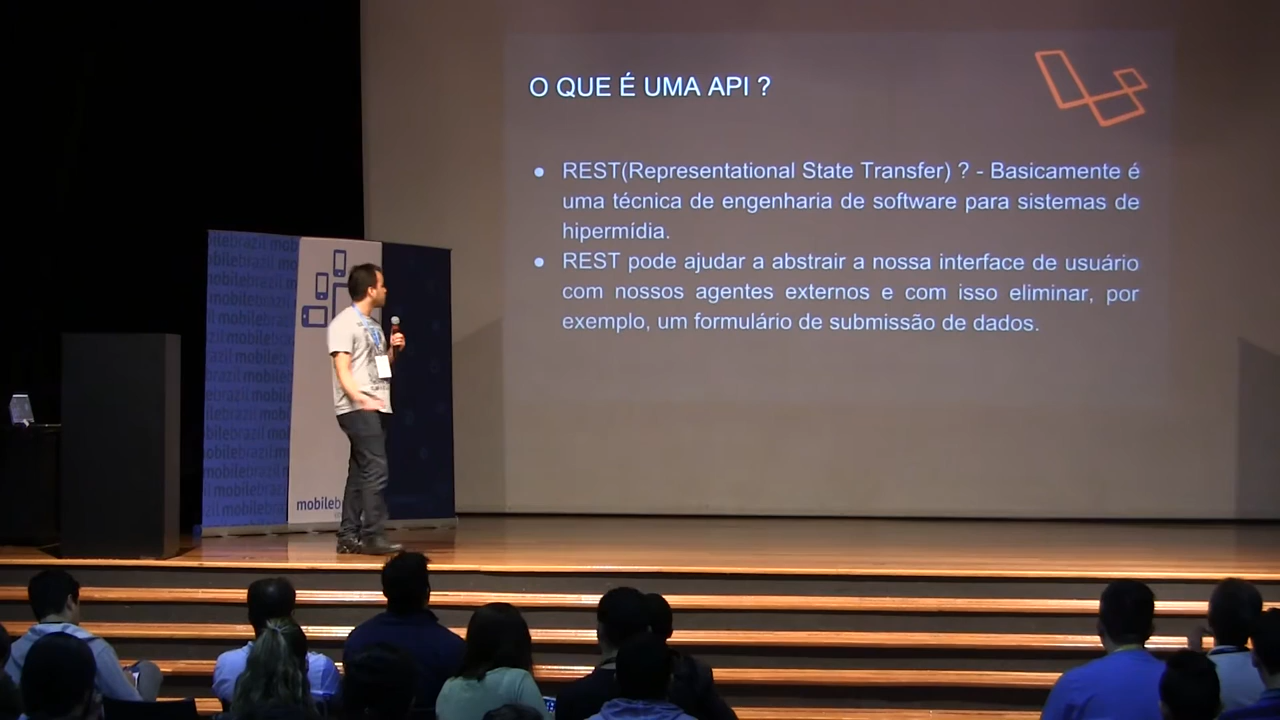 O QUE É UMA API ?
● REST(Representational State Transfer) ? - Basicamente é
uma técnica de engenharia de software para sistemas de
hipermídia.
● REST pode ajudar a abstrair a nossa interface de usuário
com nossos agentes externos e com isso eliminar, por
exemplo, um formulário de submissão de dados.
mobilebrazil
mobilebrazil
mobilebrazil